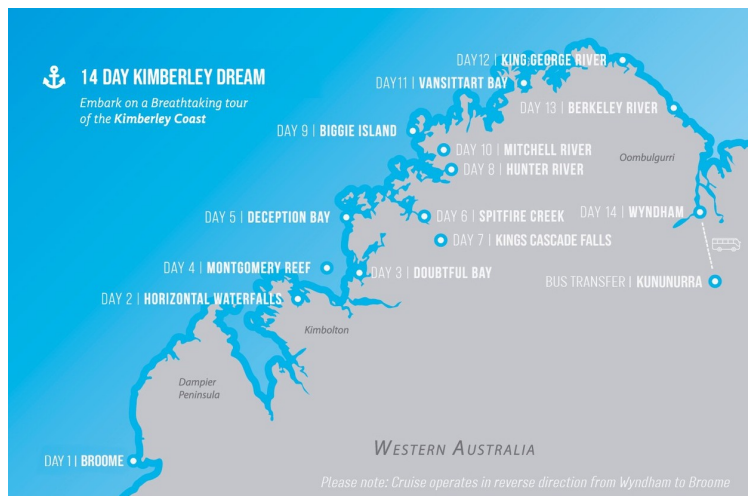 14 DAY KIMBERLEY DREAM
Embark on a Breathtaking tour
of the Kimberley Coast
DAY 12 | KING GEORGE RIVER
DAY 11 | VANSITTART BAY
DAY 13 | BERKELEY RIVER
DAY 9 | BIGGIE ISLAND
DAY 10 | MITCHELL RIVER
Oombulgurri
DAY 8 | HUNTER RIVER
DAY 5 | DECEPTION BAY
DAY 6 | SPITFIRE CREEK
DAY 14 | WYNDHAM
DAY 7 | KINGS CASCADE FALLS
DAY 4 | MONTGOMERY REEF
DAY 3 | DOUBTFUL BAY
BUS TRANSFER | KUNUNURRA
DAY 2 | HORIZONTAL WATERFALLS
Kimbolton
Dampier
Peninsula
WESTERN AUSTRALIA
DAY 1 | BROOME
Please note: Cruise operates in reverse direction from Wyndham to Broome